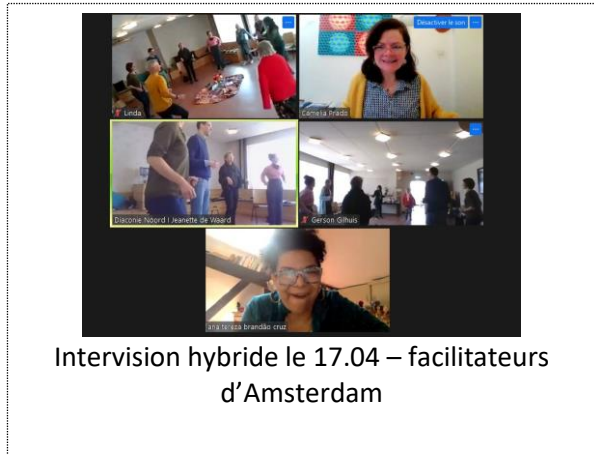 Désactiver le son
Linda
Camelia Prado
Diaconie Noord I Jeanette de Waard
Gerson Gilhuis
ana teresa brandão cruz
Intervision hybride le 17.04 – facilitateurs
d'Amsterdam